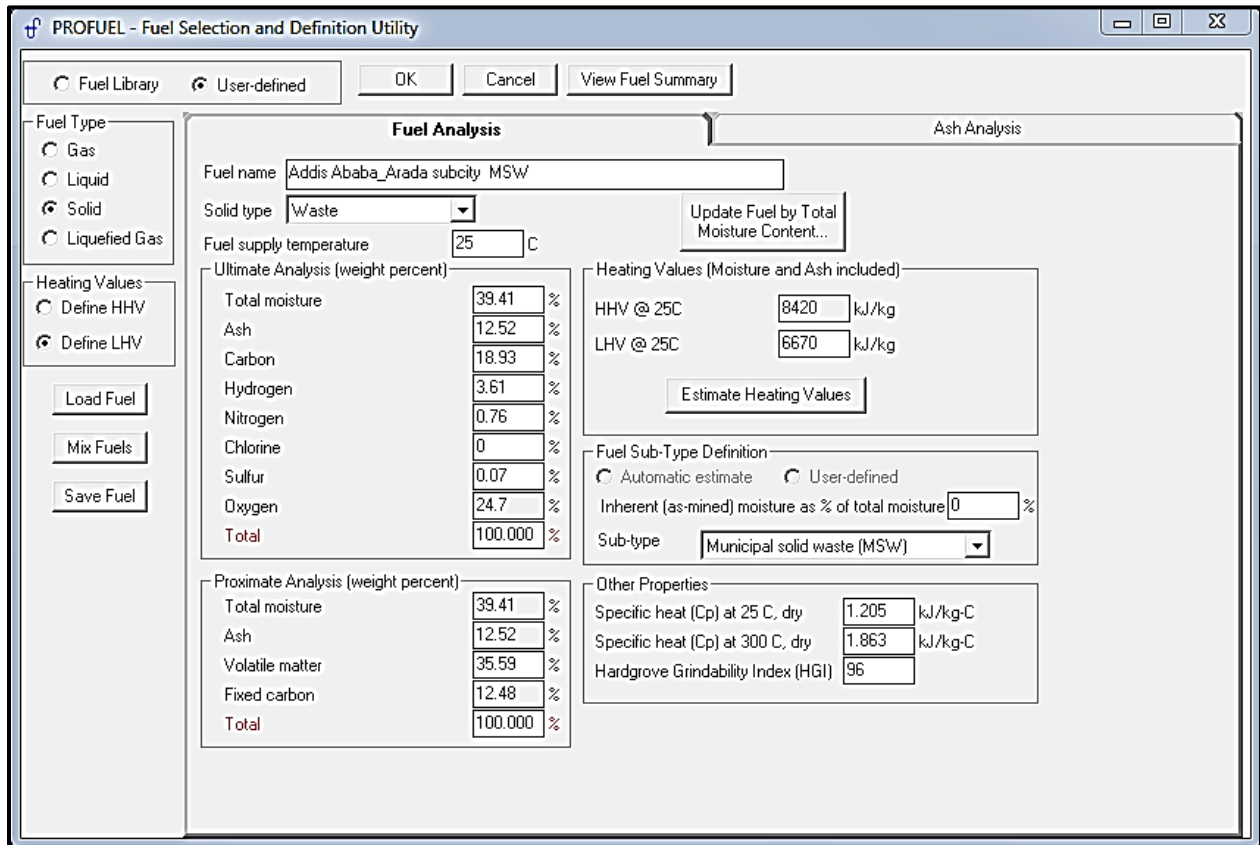 PROFUEL - Fuel Selection and Definition Utility
Fuel Library User-defined OK Cancel View Fuel Summary
Fuel Type
Gas
Liquid
Solid
Liquefied Gas
Heating Values
Define HHV
Define LHV
Load Fuel
Mix Fuels
Save Fuel
Fuel Analysis Ash Analysis
Fuel name Addis Ababa_Arada subcity MSW
Solid type Waste
Update Fuel by Total
Moisture Content...
Fuel supply temperature 25 C
Ultimate Analysis (weight percent)
Total moisture 39.41 %
Ash 12.52 %
Carbon 18.93 %
Hydrogen 3.61 %
Nitrogen 0.76 %
Chlorine 0 %
Sulfur 0.07 %
Oxygen 24.7 %
Total 100.000 %
Proximate Analysis (weight percent)
Total moisture 39.41 %
Ash 12.52 %
Volatile matter 35.59 %
Fixed carbon 12.48 %
Total 100.000 %
Heating Values (Moisture and Ash included)
HHV @ 25C 8420 kJ/kg
LHV @ 25C 6670 kJ/kg
Estimate Heating Values
Fuel Sub-Type Definition
Automatic estimate User-defined
Inherent (as-mined) moisture as % of total moisture 0 %
Sub-type Municipal solid waste (MSW)
Other Properties
Specific heat (Cp) at 25 C, dry 1.205 kJ/kg-C
Specific heat (Cp) at 300 C, dry 1.863 kJ/kg-C
Hardgrove Grindability Index (HGI) 96